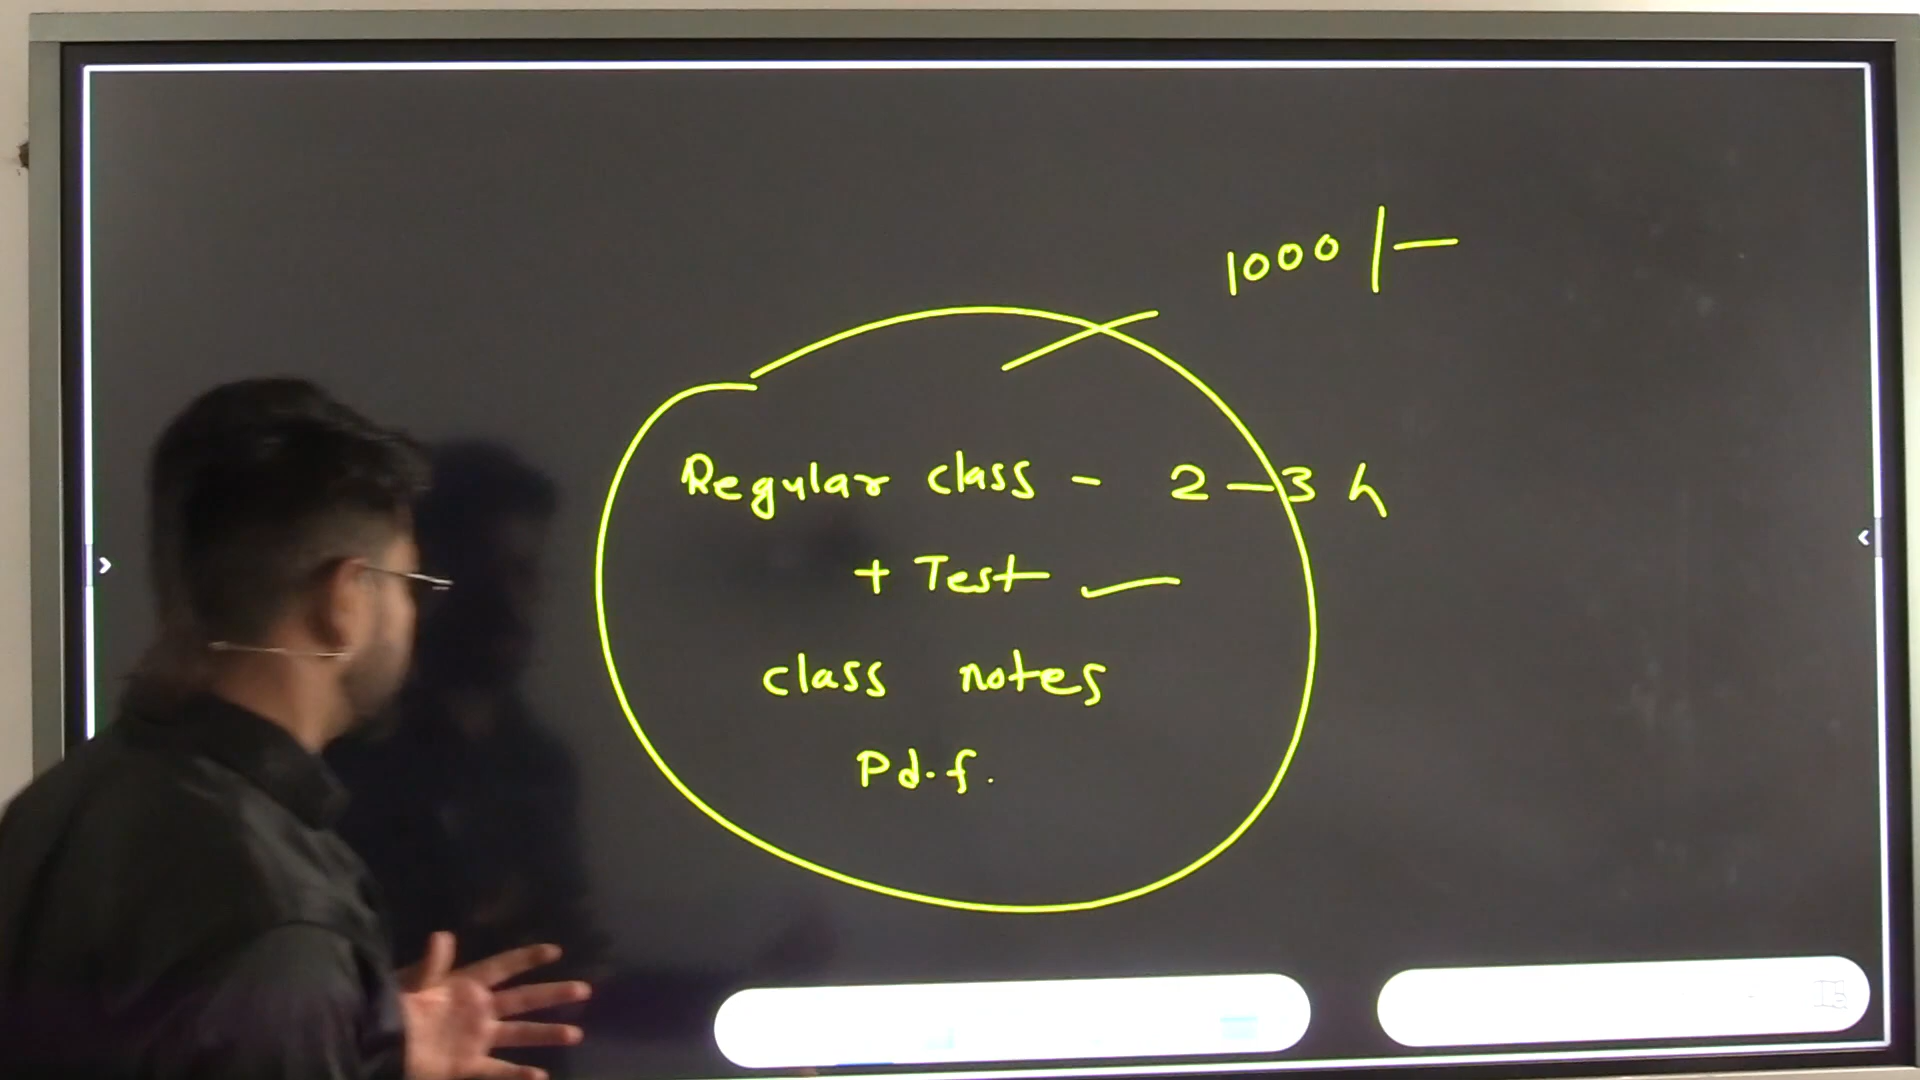 1000/-
Regular class - 2-3 h
+ Test
class notes
Pd.f.